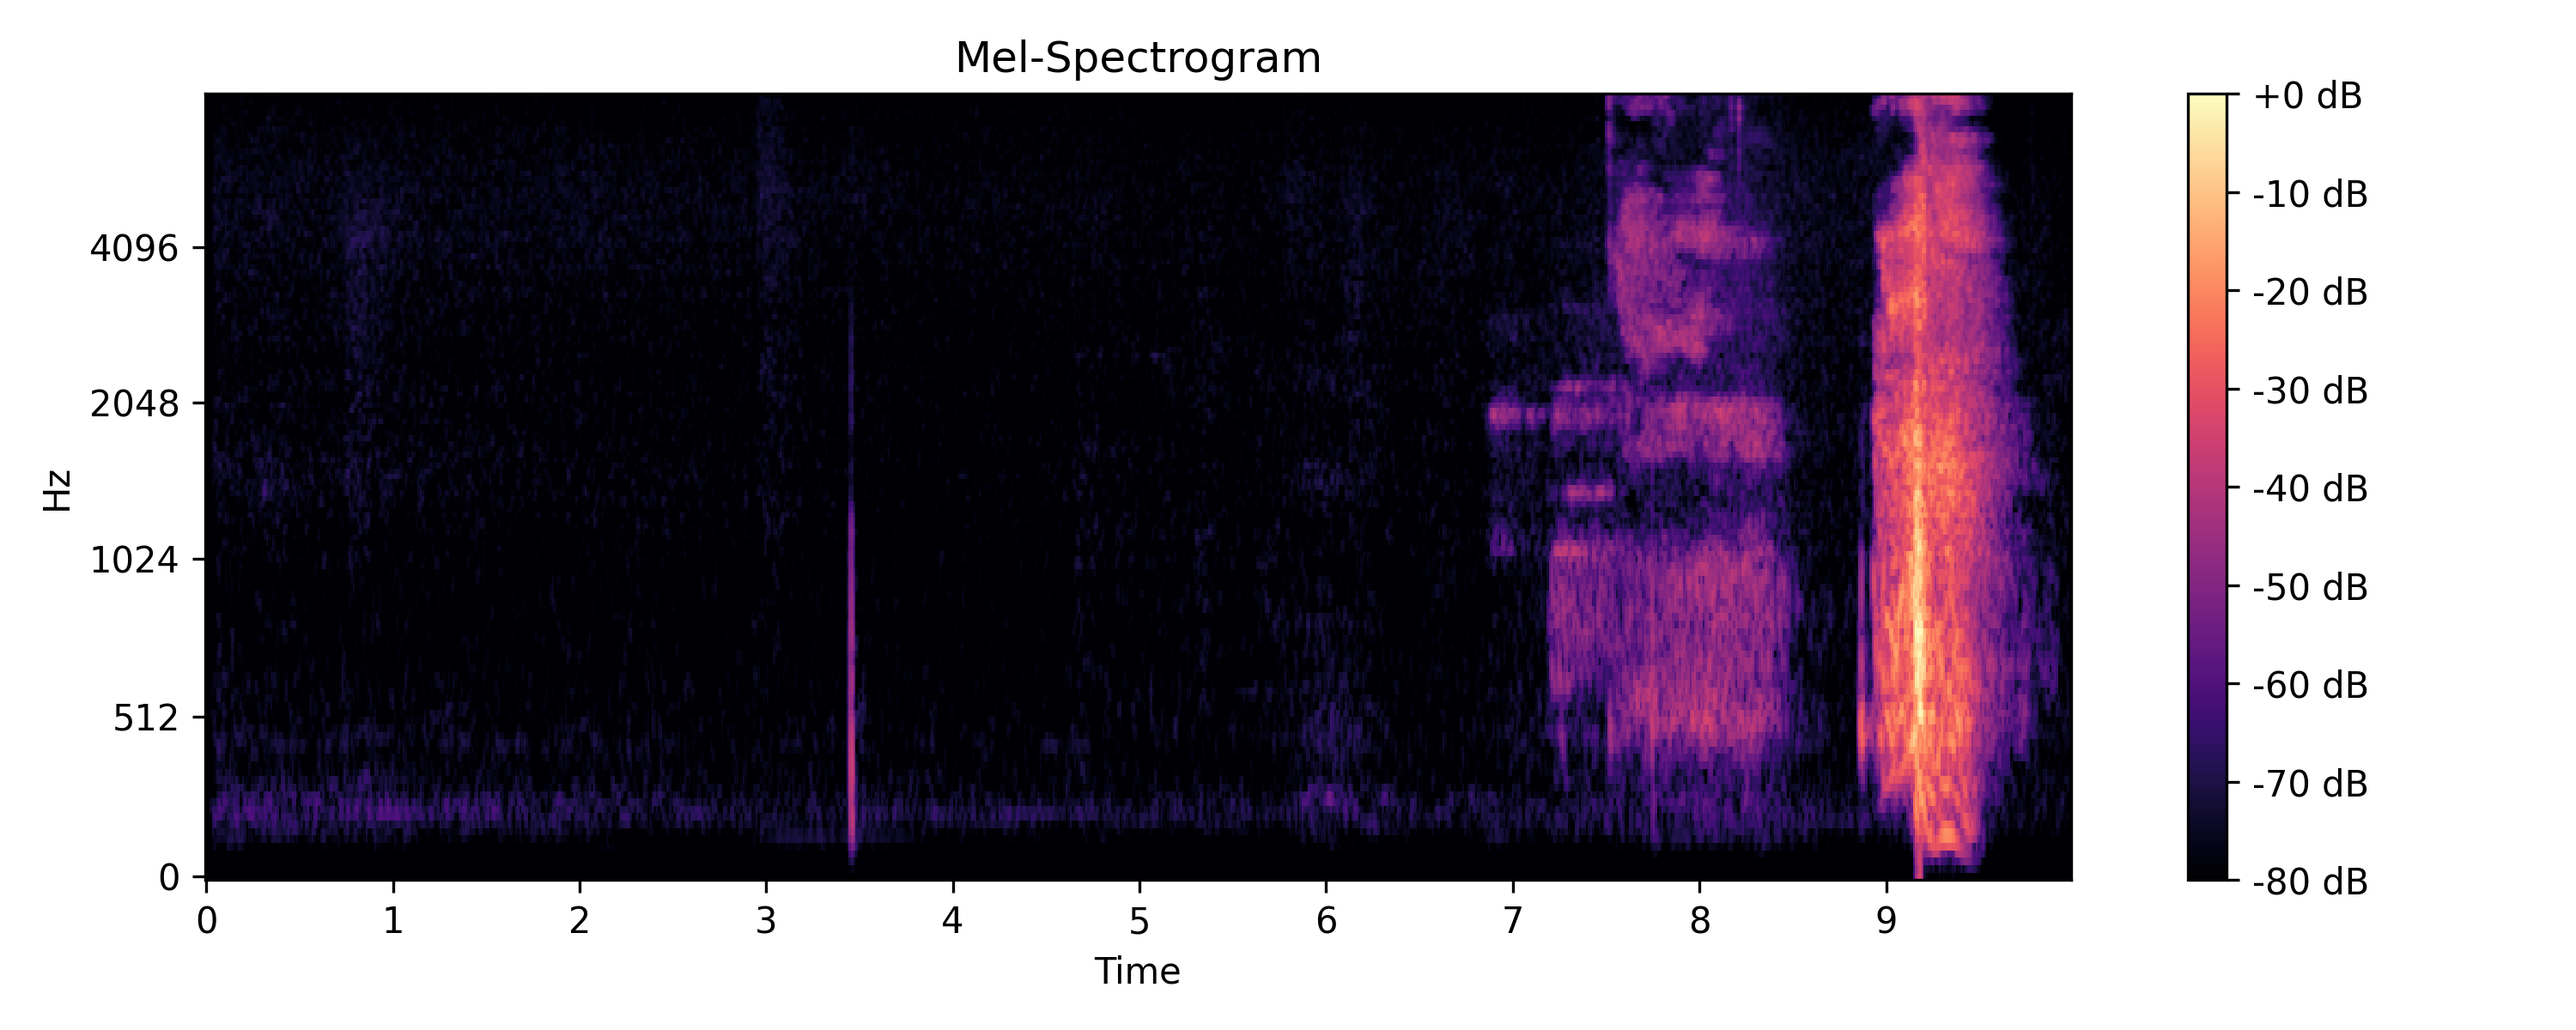 Mel-Spectrogram
+0 dB
-10 dB
-20 dB
-30 dB
-40 dB
-50 dB
-60 dB
-70 dB
-80 dB
4096
2048
1024
512
0
Hz
0 1 2 3 4 5 6 7 8 9
Time